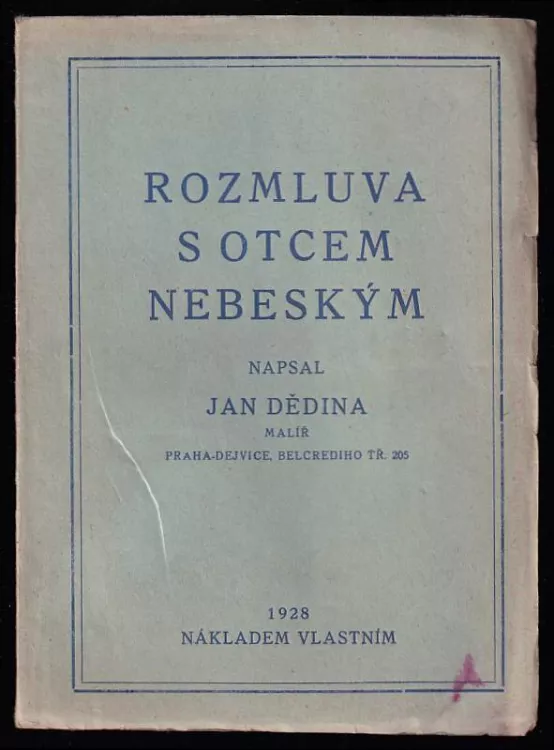 ROZMLUVA
S OTCEM
NEBESKÝM
NAPSAL
JAN DĚDINA
MALÍŘ
PRAHA-DEJVICE, BELCREDIHO TŘ. 205
1928
NÁKLADEM VLASTNÍM